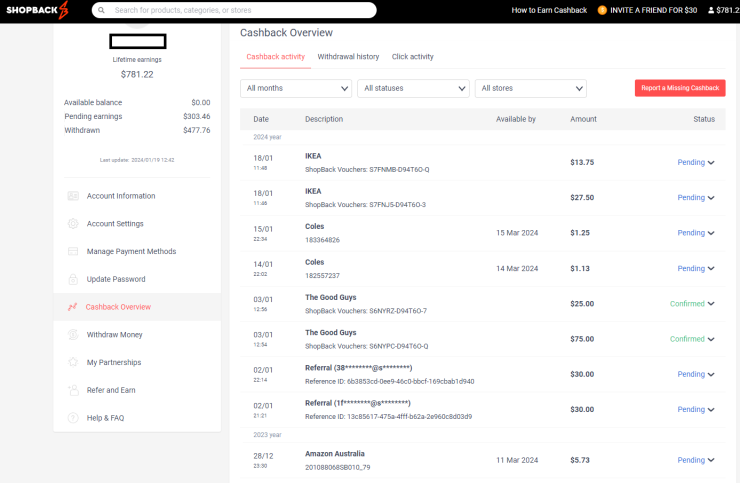 SHOPBACK
Search for products, categories, or stores
How to Earn Cashback
INVITE A FRIEND FOR $30
$781.2
Lifetime earnings
$781.22
Available balance $0.00
Pending earnings $303.46
Withdrawn $477.76
Last update: 2024/01/19 12:42
Account Information
Account Settings
Manage Payment Methods
Update Password
Cashback Overview
Withdraw Money
My Partnerships
Refer and Earn
Help & FAQ
Cashback Overview
Cashback activity Withdrawal history Click activity
All months All statuses All stores Report a Missing Cashback
Date Description Available by Amount Status
2024 year
18/01 IKEA $13.75 Pending
11:48 ShopBack Vouchers: S7FNMB-D94T6O-Q
18/01 IKEA $27.50 Pending
11:46 ShopBack Vouchers: S7FNJ5-D94T6O-3
15/01 Coles 15 Mar 2024 $1.25 Pending
22:34 183364826
14/01 Coles 14 Mar 2024 $1.13 Pending
22:02 182557237
03/01 The Good Guys $25.00 Confirmed
12:56 ShopBack Vouchers: S6NYRZ-D94T6O-7
03/01 The Good Guys $75.00 Confirmed
12:54 ShopBack Vouchers: S6NYPC-D94T6O-Q
02/01 Referral (38********@s********) $30.00 Pending
22:14 Reference ID: 6b3853cd-0ee9-46c0-bbcf-169cbab1d940
02/01 Referral (1f********@s********) $30.00 Pending
21:21 Reference ID: 13c85617-475a-4fff-b62a-2e960c8d03d9
2023 year
28/12 Amazon Australia 11 Mar 2024 $5.73 Pending
23:30 201088068SB010_79